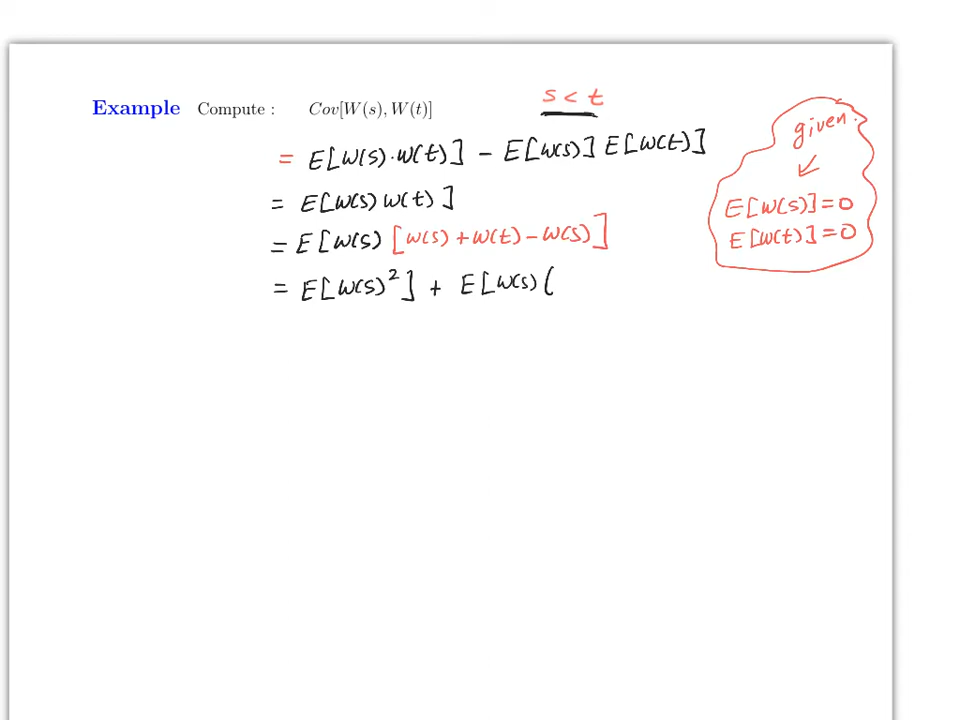 Example Compute : Cov[W(s), W(t)]
s < t
= E[W(s)·W(t)] − E[W(s)] E[W(t)]
= E[W(s) W(t)]
= E[W(s) [W(s) + W(t) − W(s)]
= E[W(s)²] + E[W(s) (
given:
E[W(s)] = 0
E[W(t)] = 0